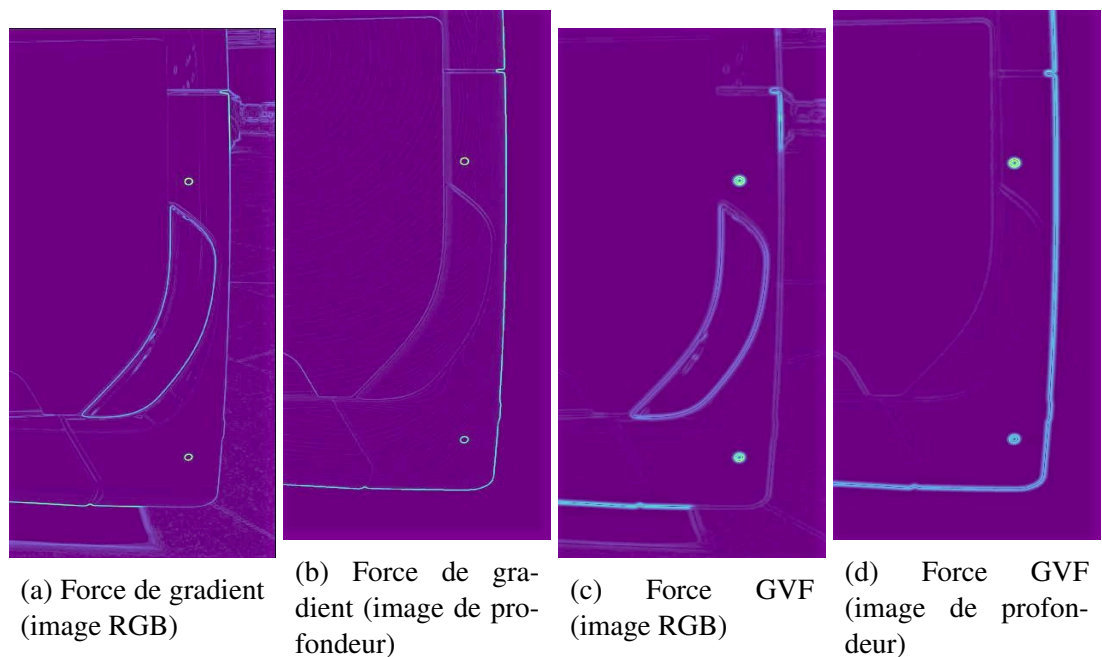 (a) Force de gradient
(image RGB)
(b) Force de gra-
dient (image de pro-
fondeur)
(c) Force GVF
(image RGB)
(d) Force GVF
(image de profon-
deur)